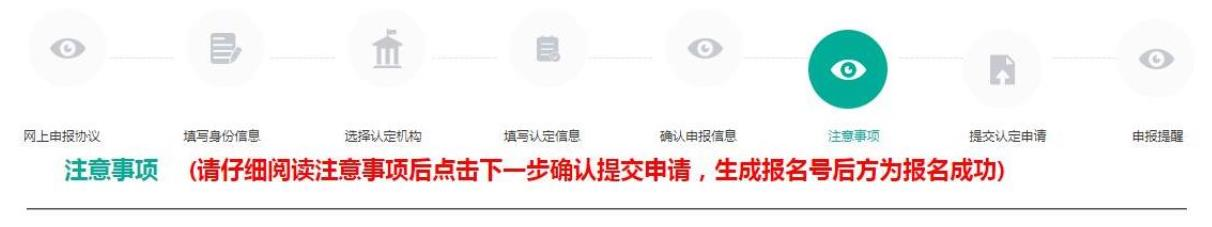 网上申报协议 填写身份信息 选择认定机构 填写认定信息 确认申报信息 注意事项 提交认定申请 申报提醒
注意事项 (请仔细阅读注意事项后点击下一步确认提交申请，生成报名号后方为报名成功)